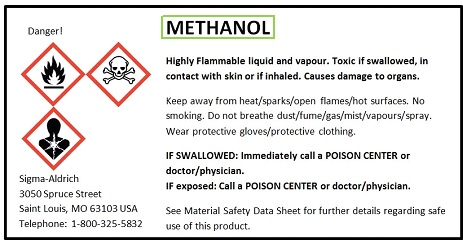 Danger!
METHANOL
Highly Flammable liquid and vapour. Toxic if swallowed, in
contact with skin or if inhaled. Causes damage to organs.
Keep away from heat/sparks/open flames/hot surfaces. No
smoking. Do not breathe dust/fume/gas/mist/vapours/spray.
Wear protective gloves/protective clothing.
IF SWALLOWED: Immediately call a POISON CENTER or
doctor/physician.
IF exposed: Call a POISON CENTER or doctor/physician.
See Material Safety Data Sheet for further details regarding safe
use of this product.
Sigma-Aldrich
3050 Spruce Street
Saint Louis, MO 63103 USA
Telephone: 1-800-325-5832